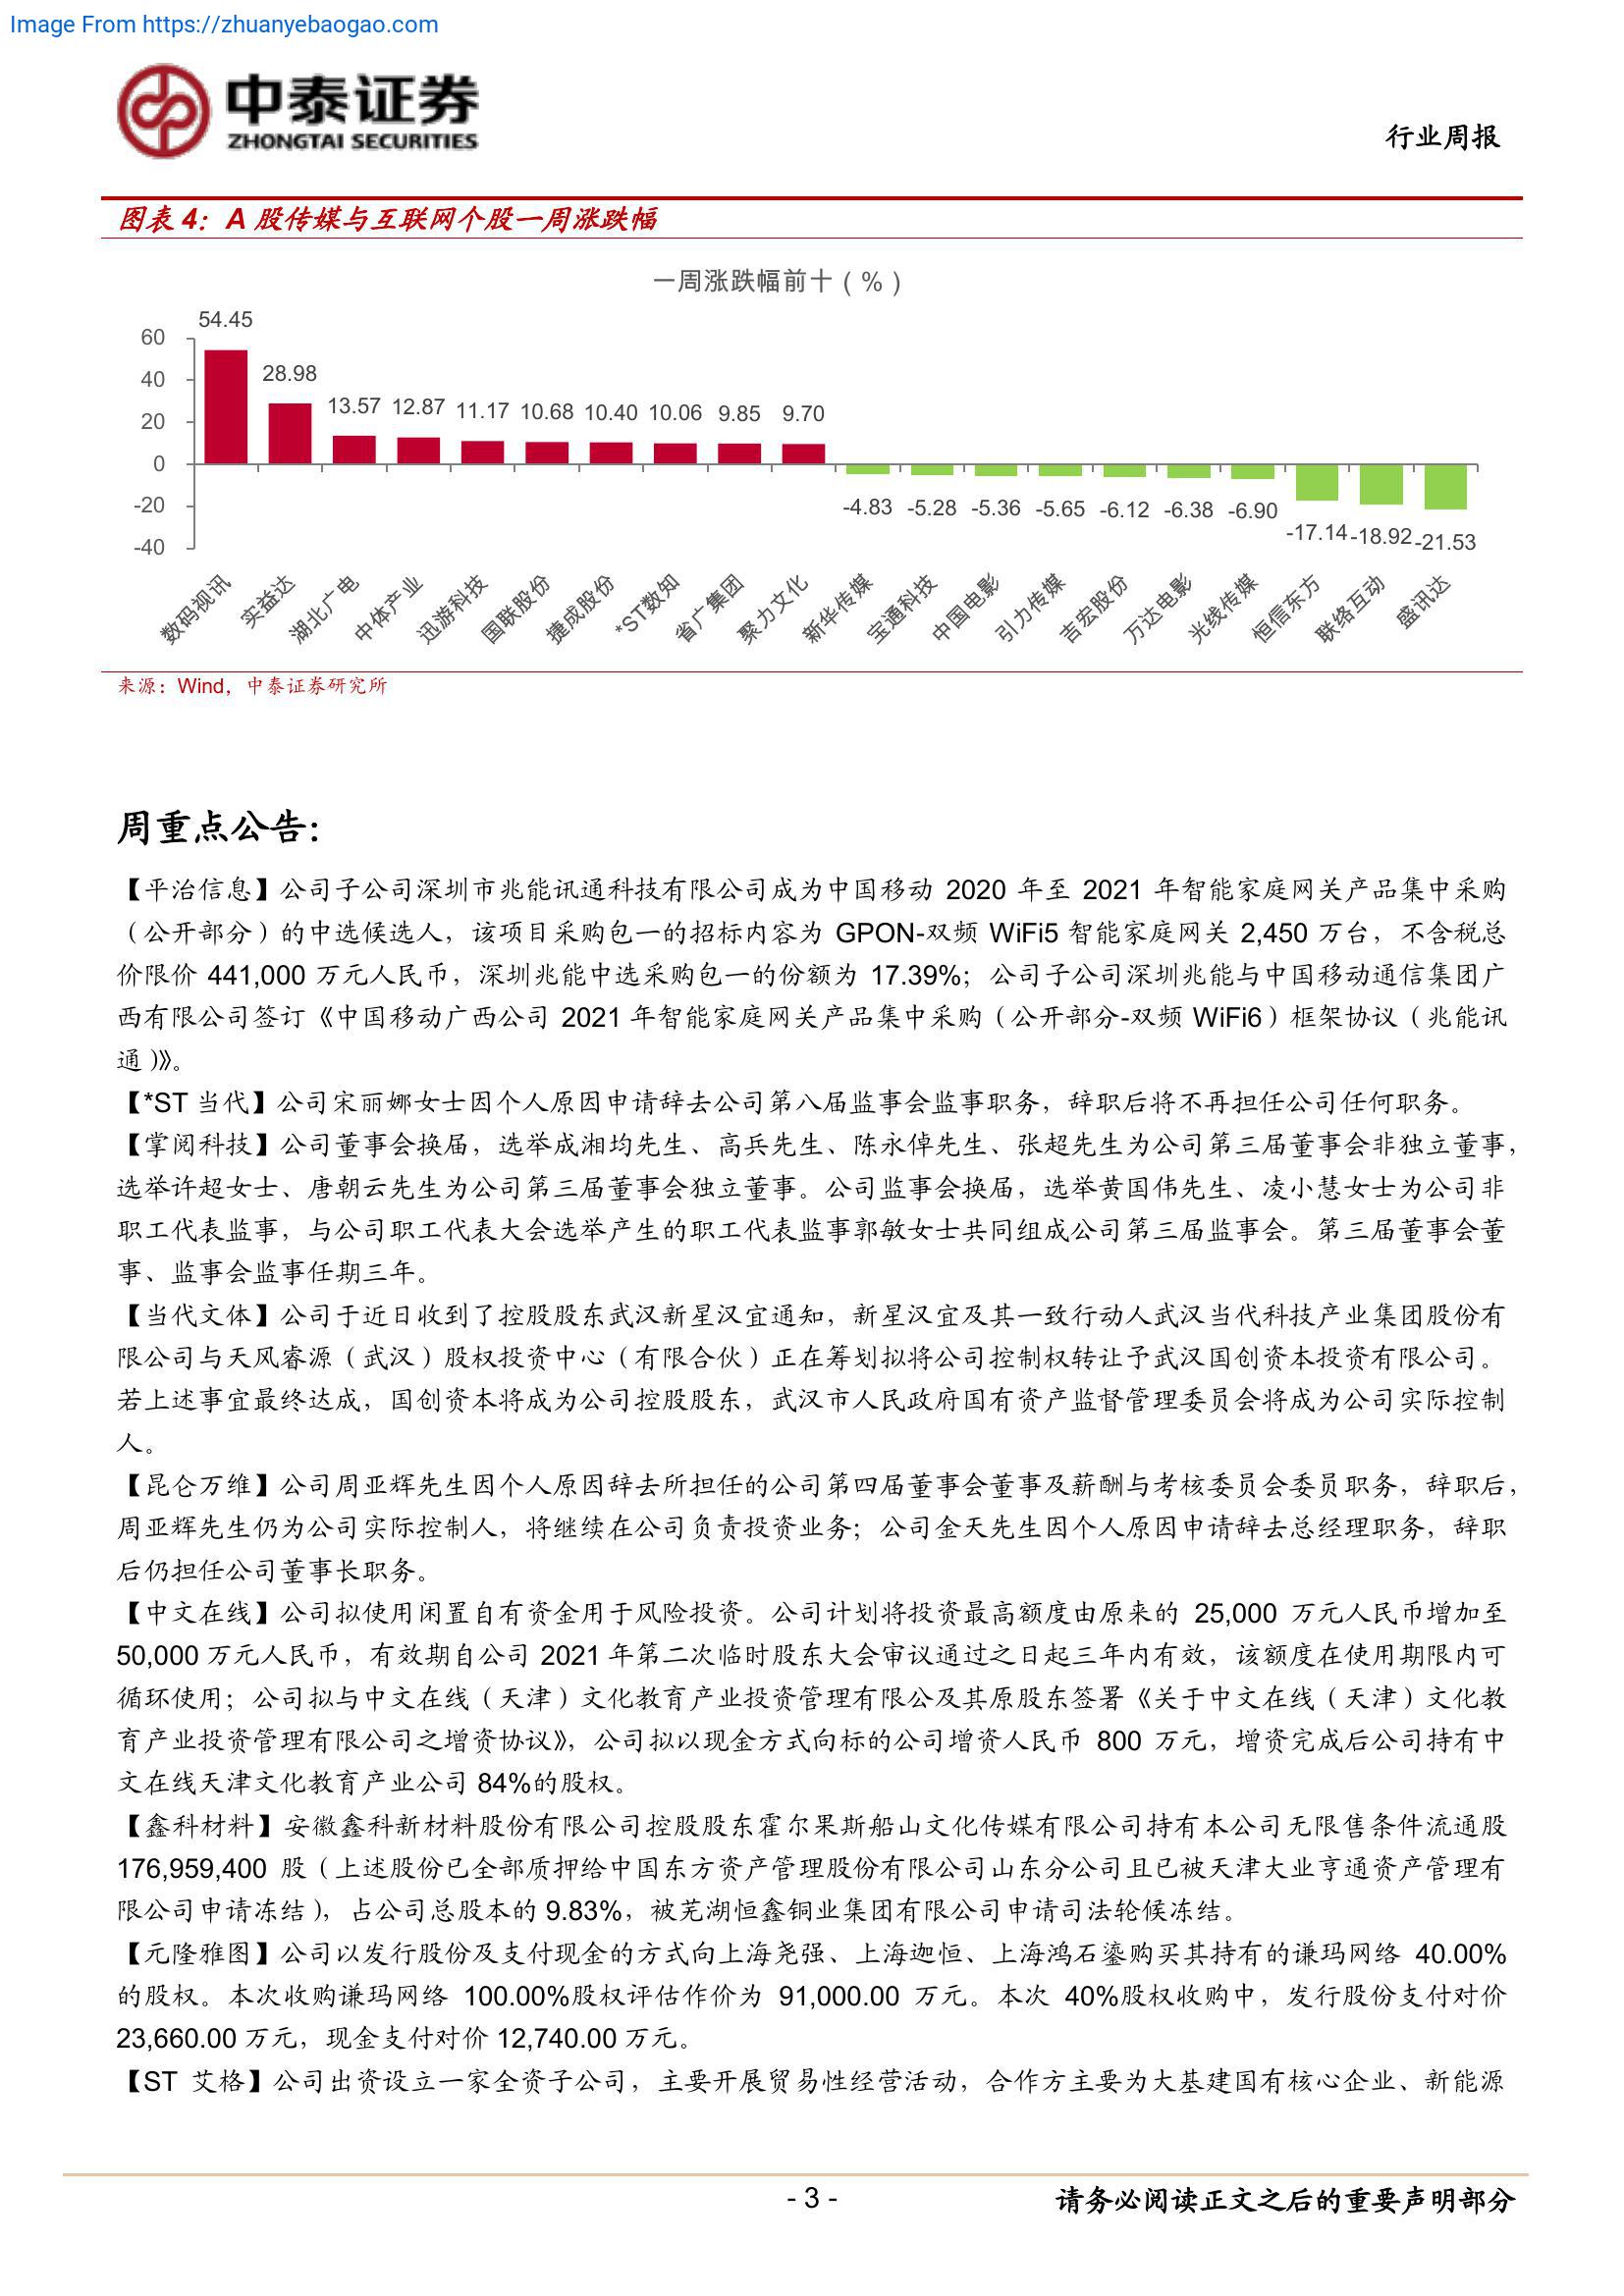 Image From https://zhuanyebaogao.com
中泰证券
ZHONGTAI SECURITIES
行业周报
图表 4：A 股传媒与互联网个股一周涨跌幅
一周涨跌幅前十（%）
54.45 28.98 13.57 12.87 11.17 10.68 10.40 10.06 9.85 9.70
60
40
20
0
-20
-40
-4.83 -5.28 -5.36 -5.65 -6.12 -6.38 -6.90 -17.14 -18.92 -21.53
数码视讯 实益达 湖北广电 中体产业 迅游科技 国联股份 捷成股份 *ST数知 省广集团 聚力文化 新华传媒 宝通科技 中国电影 引力传媒 吉宏股份 万达电影 光线传媒 恒信东方 联络互动 盛讯达
来源：Wind，中泰证券研究所
周重点公告：
【平治信息】公司子公司深圳市兆能讯通科技有限公司成为中国移动 2020 年至 2021 年智能家庭网关产品集中采购
（公开部分）的中选候选人，该项目采购包一的招标内容为 GPON-双频 WiFi5 智能家庭网关 2,450 万台，不含税总
价限价 441,000 万元人民币，深圳兆能中选采购包一的份额为 17.39%；公司子公司深圳兆能与中国移动通信集团广
西有限公司签订《中国移动广西公司 2021 年智能家庭网关产品集中采购（公开部分-双频 WiFi6）框架协议（兆能讯
通）》。
【*ST 当代】公司宋丽娜女士因个人原因申请辞去公司第八届监事会监事职务，辞职后将不再担任公司任何职务。
【掌阅科技】公司董事会换届，选举成湘均先生、高兵先生、陈永倬先生、张超先生为公司第三届董事会非独立董事，
选举许超女士、唐朝云先生为公司第三届董事会独立董事。公司监事会换届，选举黄国伟先生、凌小慧女士为公司非
职工代表监事，与公司职工代表大会选举产生的职工代表监事郭敏女士共同组成公司第三届监事会。第三届董事会董
事、监事会监事任期三年。
【当代文体】公司于近日收到了控股股东武汉新星汉宜通知，新星汉宜及其一致行动人武汉当代科技产业集团股份有
限公司与天风睿源（武汉）股权投资中心（有限合伙）正在筹划拟将公司控制权转让予武汉国创资本投资有限公司。
若上述事宜最终达成，国创资本将成为公司控股股东，武汉市人民政府国有资产监督管理委员会将成为公司实际控制
人。
【昆仑万维】公司周亚辉先生因个人原因辞去所担任的公司第四届董事会董事及薪酬与考核委员会委员职务，辞职后，
周亚辉先生仍为公司实际控制人，将继续在公司负责投资业务；公司金天先生因个人原因申请辞去总经理职务，辞职
后仍担任公司董事长职务。
【中文在线】公司拟使用闲置自有资金用于风险投资。公司计划将投资最高额度由原来的 25,000 万元人民币增加至
50,000 万元人民币，有效期自公司 2021 年第二次临时股东大会审议通过之日起三年内有效，该额度在使用期限内可
循环使用；公司拟与中文在线（天津）文化教育产业投资管理有限公及其原股东签署《关于中文在线（天津）文化教
育产业投资管理有限公司之增资协议》，公司拟以现金方式向标的公司增资人民币 800 万元，增资完成后公司持有中
文在线天津文化教育产业公司 84%的股权。
【鑫科材料】安徽鑫科新材料股份有限公司控股股东霍尔果斯船山文化传媒有限公司持有本公司无限售条件流通股
176,959,400 股（上述股份已全部质押给中国东方资产管理股份有限公司山东分公司且已被天津大业亨通资产管理有
限公司申请冻结），占公司总股本的 9.83%，被芜湖恒鑫铜业集团有限公司申请司法轮候冻结。
【元隆雅图】公司以发行股份及支付现金的方式向上海尧强、上海迦恒、上海鸿石鎏购买其持有的谦玛网络 40.00%
的股权。本次收购谦玛网络 100.00%股权评估作价为 91,000.00 万元。本次 40%股权收购中，发行股份支付对价
23,660.00 万元，现金支付对价 12,740.00 万元。
【ST 艾格】公司出资设立一家全资子公司，主要开展贸易性经营活动，合作方主要为大基建国有核心企业、新能源
- 3 -
请务必阅读正文之后的重要声明部分